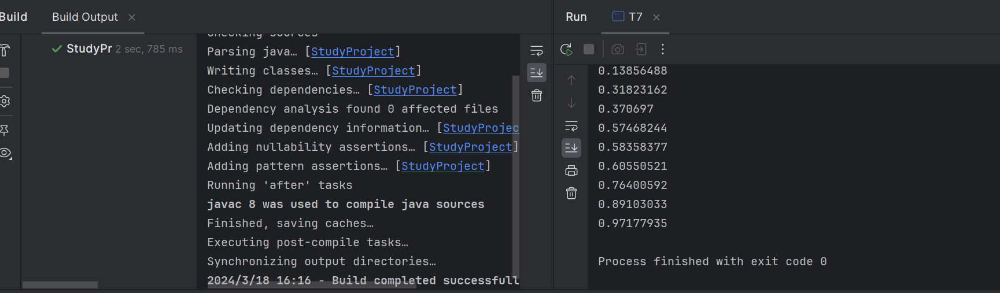 Build
Build Output
StudyPr 2 sec, 785 ms
Checking sources
Parsing java… [StudyProject]
Writing classes… [StudyProject]
Checking dependencies… [StudyProject]
Dependency analysis found 0 affected files
Updating dependency information… [StudyProjec
Adding nullability assertions… [StudyProject]
Adding pattern assertions… [StudyProject]
Running 'after' tasks
javac 8 was used to compile java sources
Finished, saving caches…
Executing post-compile tasks…
Synchronizing output directories…
2024/3/18 16:16 - Build completed successfull
Run
T7
0.13856488
0.31823162
0.370697
0.57468244
0.58358377
0.60550521
0.76400592
0.89103033
0.97177935
Process finished with exit code 0